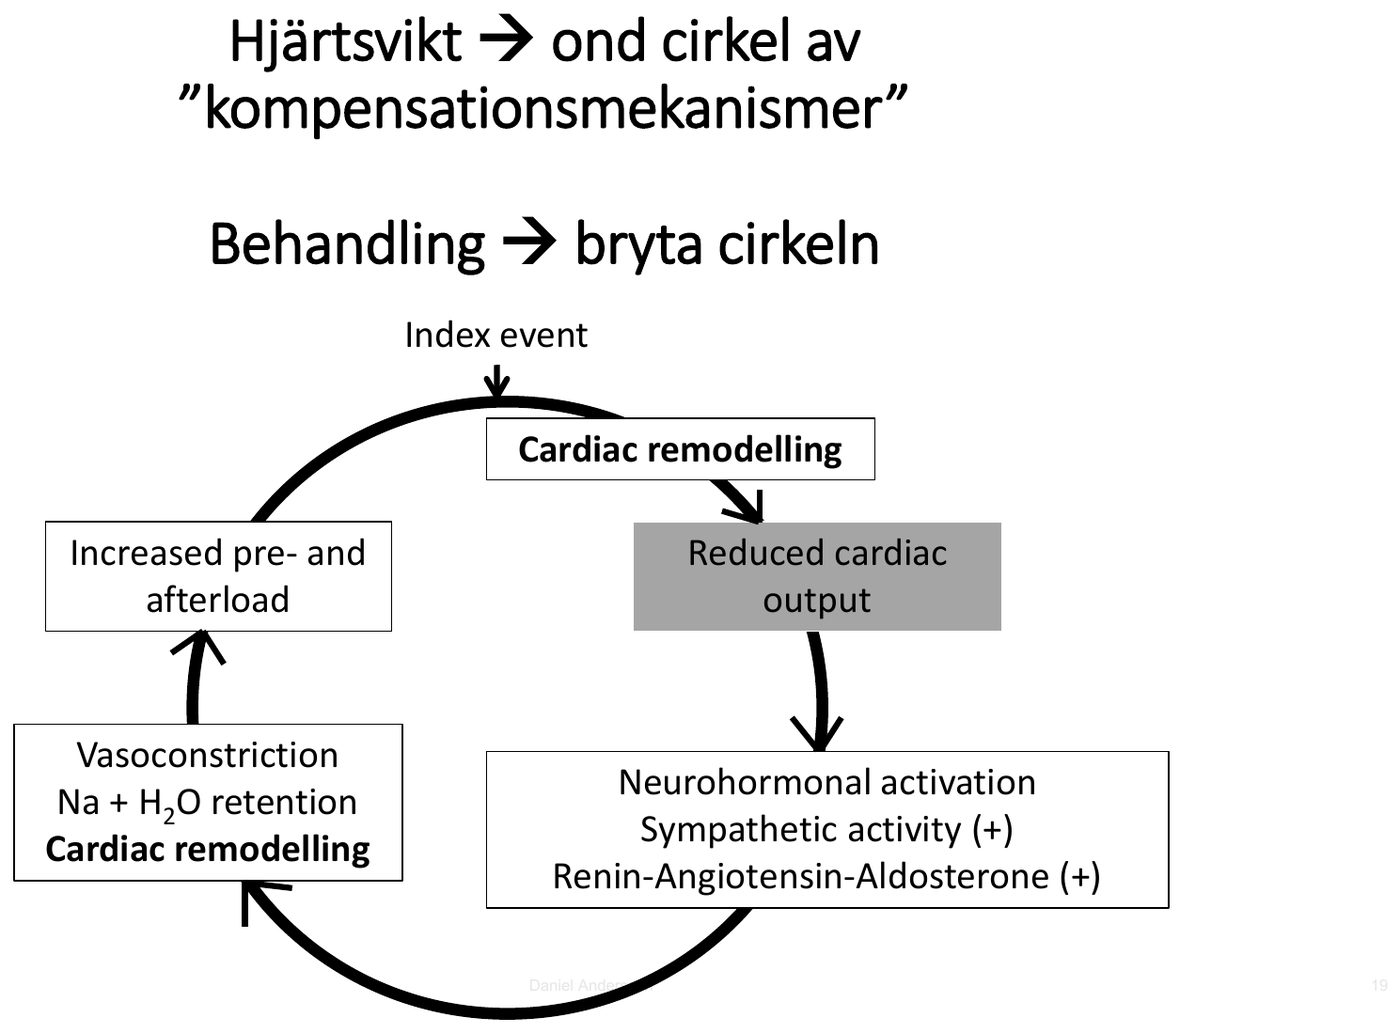 Hjärtsvikt → ond cirkel av
”kompensationsmekanismer”
Behandling → bryta cirkeln
Index event
Cardiac remodelling
Increased pre- and
afterload
Reduced cardiac
output
Vasoconstriction
Na + H₂O retention
Cardiac remodelling
Neurohormonal activation
Sympathetic activity (+)
Renin-Angiotensin-Aldosterone (+)
Daniel
19